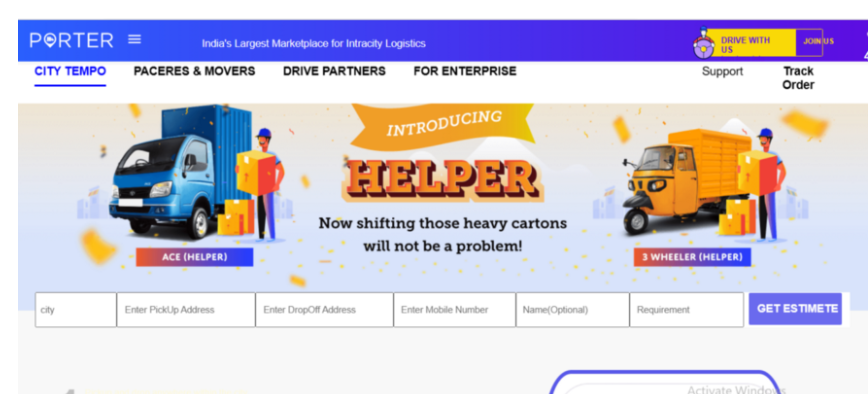 PORTER
India's Largest Marketplace for Intracity Logistics
DRIVE WITH
US
JOIN US
CITY TEMPO PACERES & MOVERS DRIVE PARTNERS FOR ENTERPRISE
Support
Track
Order
INTRODUCING
HELPER
Now shifting those heavy cartons
will not be a problem!
ACE (HELPER)
3 WHEELER (HELPER)
city
Enter PickUp Address
Enter DropOff Address
Enter Mobile Number
Name(Optional)
Requirement
GET ESTIMETE
Activate Windows